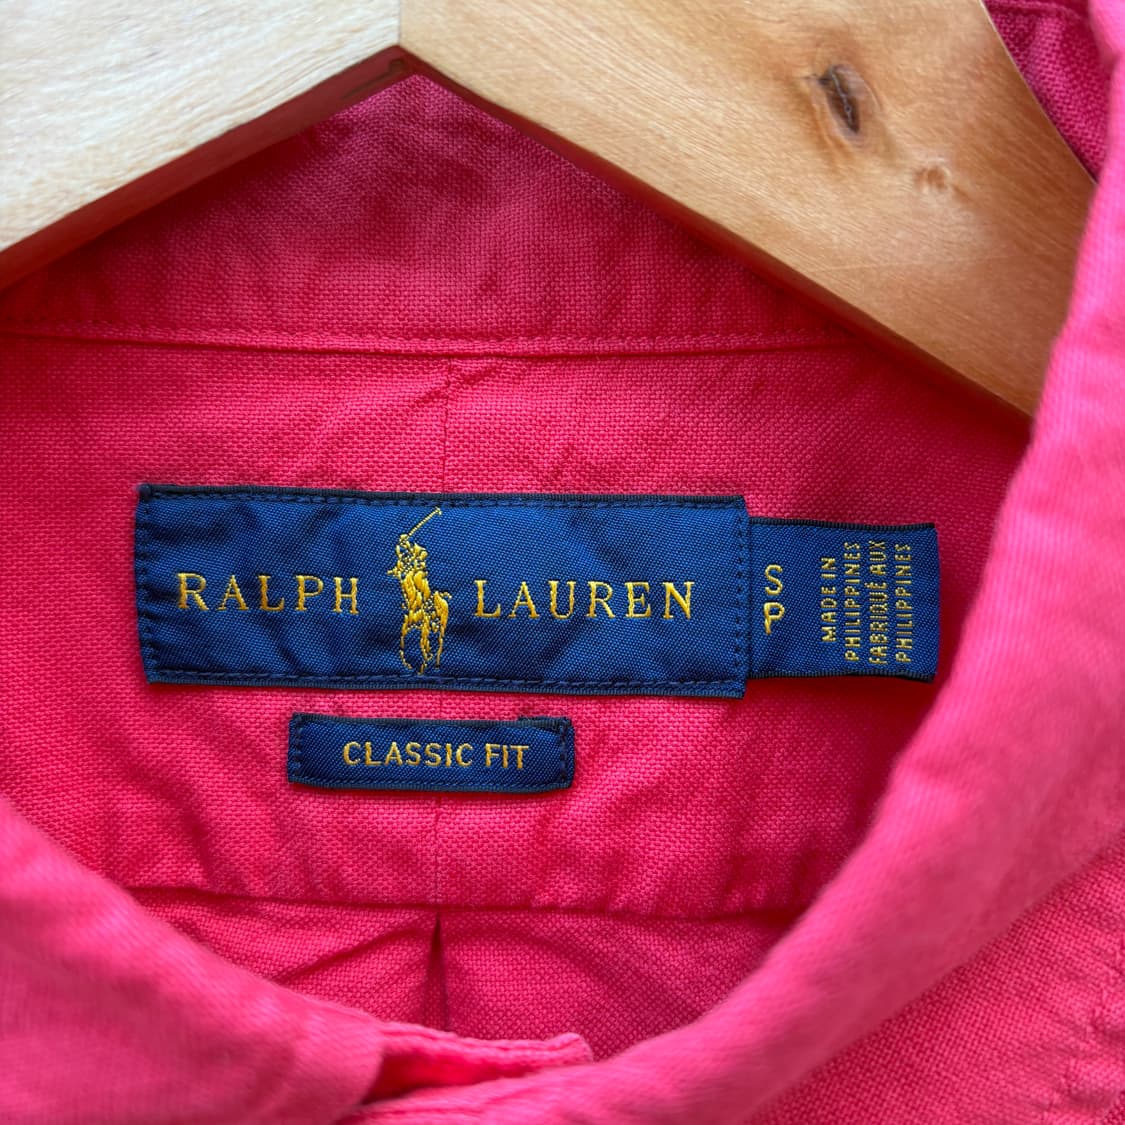 RALPH LAUREN
S
P
MADE IN
PHILIPPINES
FABRIQUÉ AUX
PHILIPPINES
CLASSIC FIT